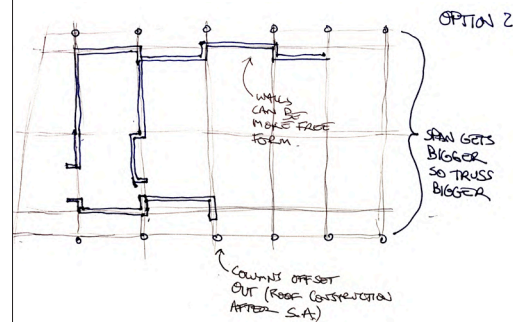 OPTION 2
WALLS
CAN BE
MORE FREE
FORM.
SPAN GETS
BIGGER
SO TRUSS
BIGGER
COLUMNS OFFSET
OUT (ROOF CONSTRUCTION
AFTER S.A.)